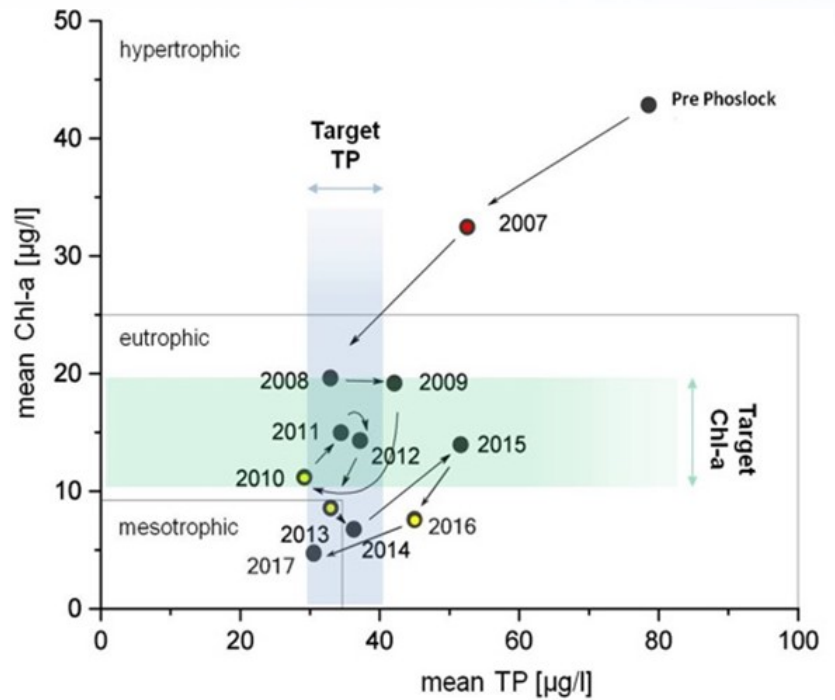 50
hypertrophic
Pre Phoslock
40
Target
TP
2007
30
mean Chl-a [µg/l]
eutrophic
20
2008
2009
Target
Chl-a
2011
2012
2015
2010
10
mesotrophic
2013
2014
2016
2017
0
0 20 40 60 80 100
mean TP [µg/l]